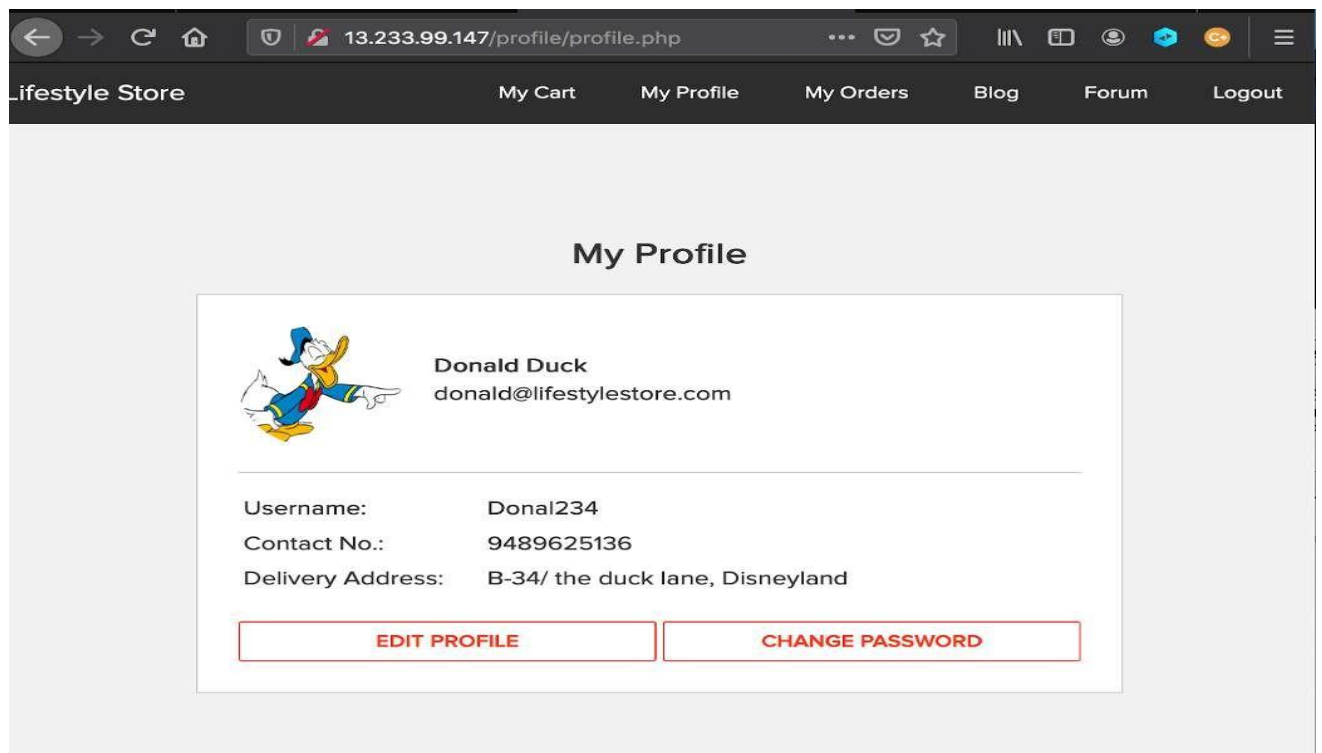 13.233.99.147/profile/profile.php
Lifestyle Store My Cart My Profile My Orders Blog Forum Logout
My Profile
Donald Duck
donald@lifestylestore.com
Username: Donal234
Contact No.: 9489625136
Delivery Address: B-34/ the duck lane, Disneyland
EDIT PROFILE CHANGE PASSWORD